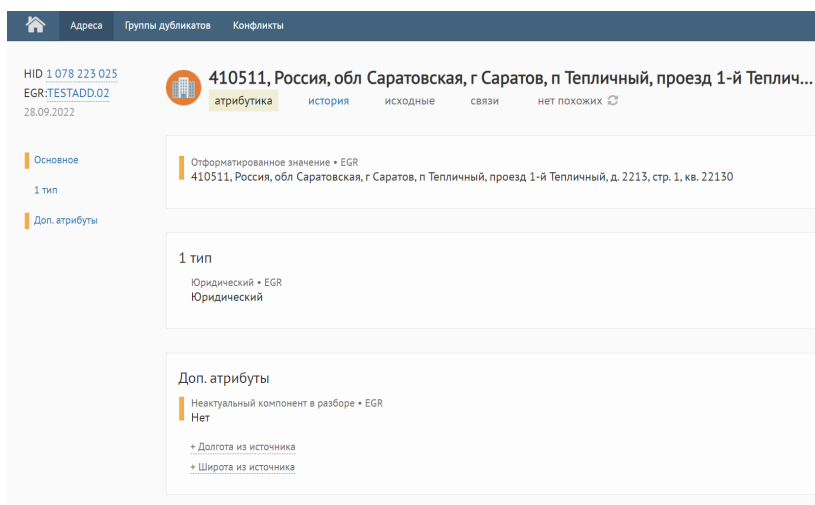 Адреса Группы дубликатов Конфликты
HID 1 078 223 025
EGR:TESTADD.02
28.09.2022
Основное
1 тип
Доп. атрибуты
410511, Россия, обл Саратовская, г Саратов, п Тепличный, проезд 1-й Теплич...
атрибутика история исходные связи нет похожих
Отформатированное значение • EGR
410511, Россия, обл Саратовская, г Саратов, п Тепличный, проезд 1-й Тепличный, д. 2213, стр. 1, кв. 22130
1 тип
Юридический • EGR
Юридический
Доп. атрибуты
Неактуальный компонент в разборе • EGR
Нет
+ Долгота из источника
+ Широта из источника